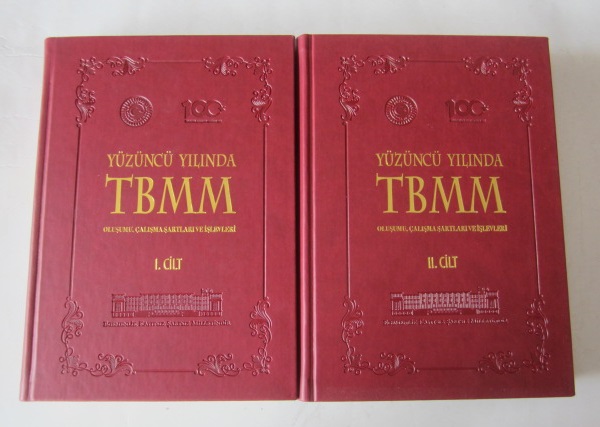 100
YÜZÜNCÜ YILINDA
TBMM
OLUŞUMU, ÇALIŞMA ŞARTLARI VE İŞLEVLERİ
I. CİLT
100
YÜZÜNCÜ YILINDA
TBMM
OLUŞUMU, ÇALIŞMA ŞARTLARI VE İŞLEVLERİ
II. CİLT